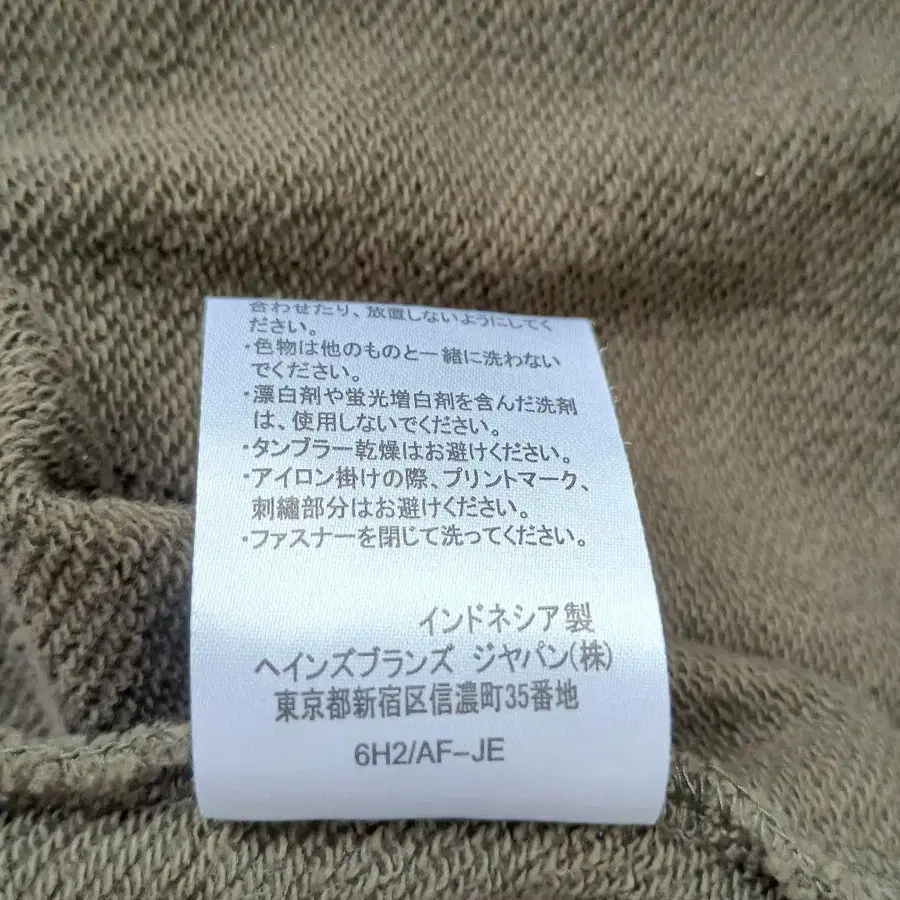 合わせたり、放置しないようにしてく
ださい。
・色物は他のものと一緒に洗わない
でください。
・漂白剤や蛍光増白剤を含んだ洗剤
は、使用しないでください。
・タンブラー乾燥はお避けください。
・アイロン掛けの際、プリントマーク、
刺繍部分はお避けください。
・ファスナーを閉じて洗ってください。
インドネシア製
ヘインズブランズ ジャパン(株)
東京都新宿区信濃町35番地
6H2/AF-JE